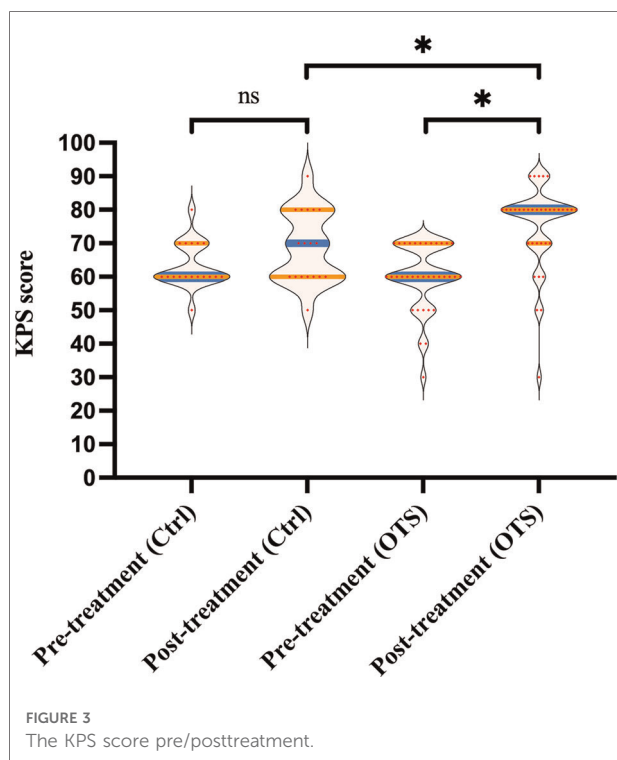 *
ns
*
100
90
80
70
60
50
40
30
20
10
0
KPS score
Pre-treatment (Ctrl)
Post-treatment (Ctrl)
Pre-treatment (OTS)
Post-treatment (OTS)
FIGURE 3
The KPS score pre/posttreatment.